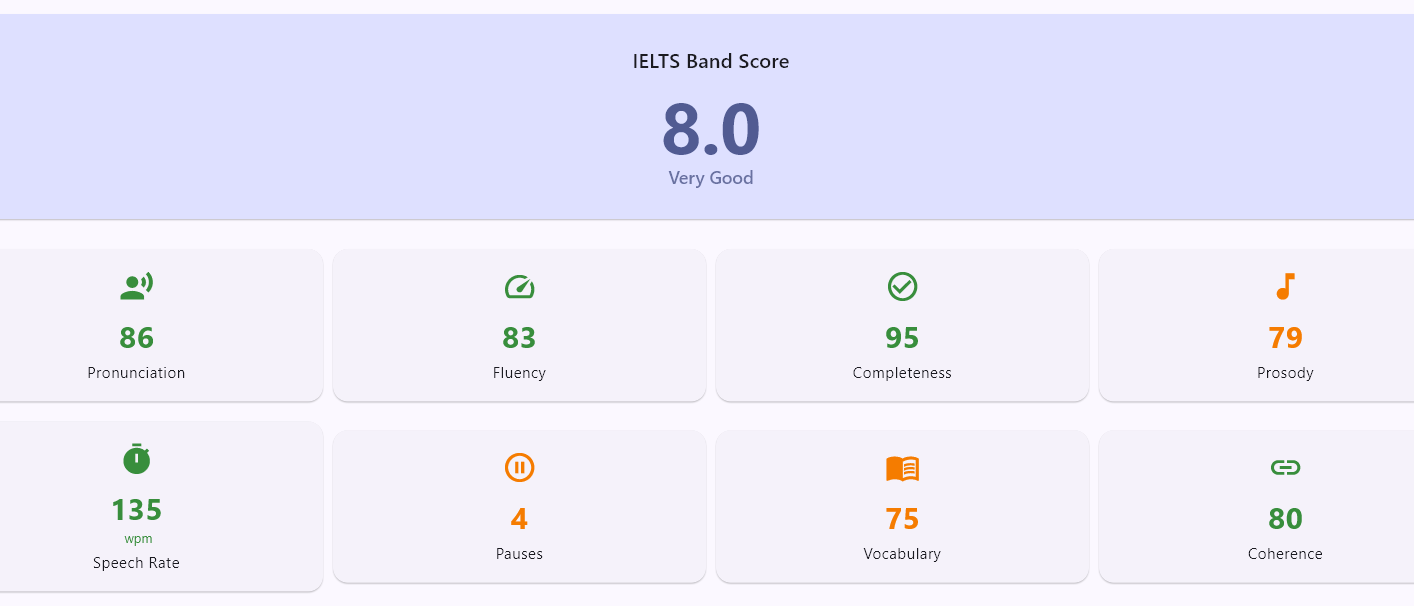 IELTS Band Score
8.0
Very Good
86
Pronunciation
83
Fluency
95
Completeness
79
Prosody
135
wpm
Speech Rate
4
Pauses
75
Vocabulary
80
Coherence